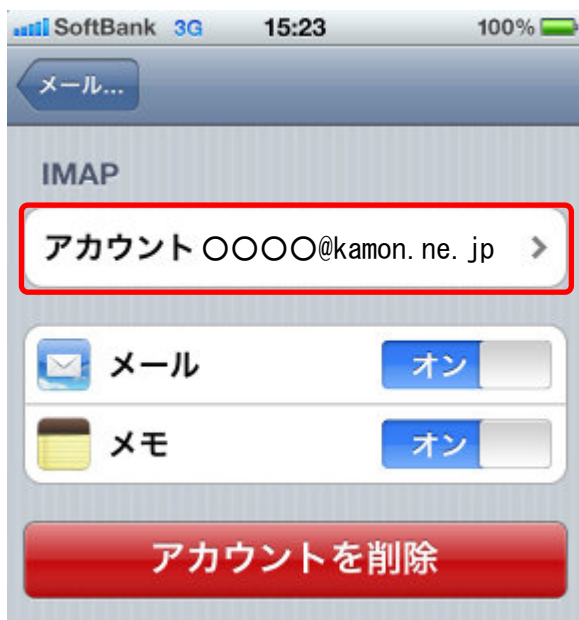 SoftBank 3G 15:23 100%
メール...
IMAP
アカウント 〇〇〇〇@kamon.ne.jp
メール オン
メモ オン
アカウントを削除